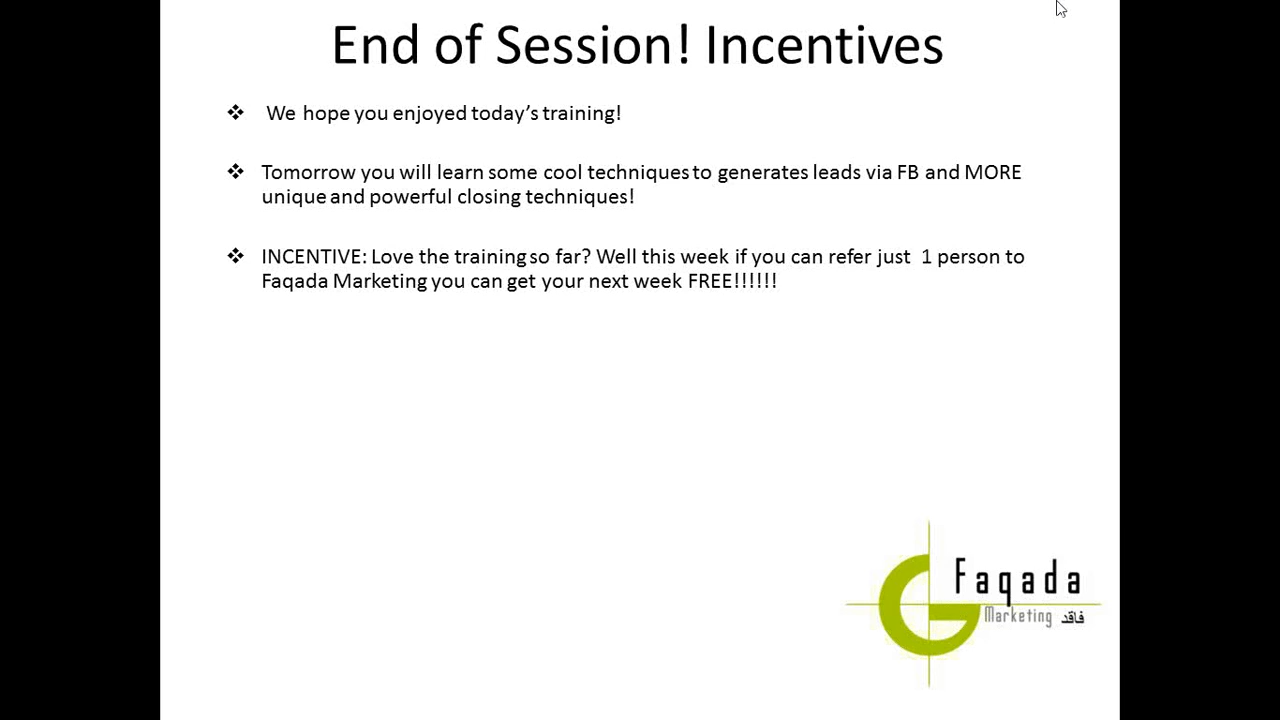 End of Session! Incentives
We hope you enjoyed today’s training!
Tomorrow you will learn some cool techniques to generates leads via FB and MORE
unique and powerful closing techniques!
INCENTIVE: Love the training so far? Well this week if you can refer just 1 person to
Faqada Marketing you can get your next week FREE!!!!!!
Faqada
Marketing فاقد